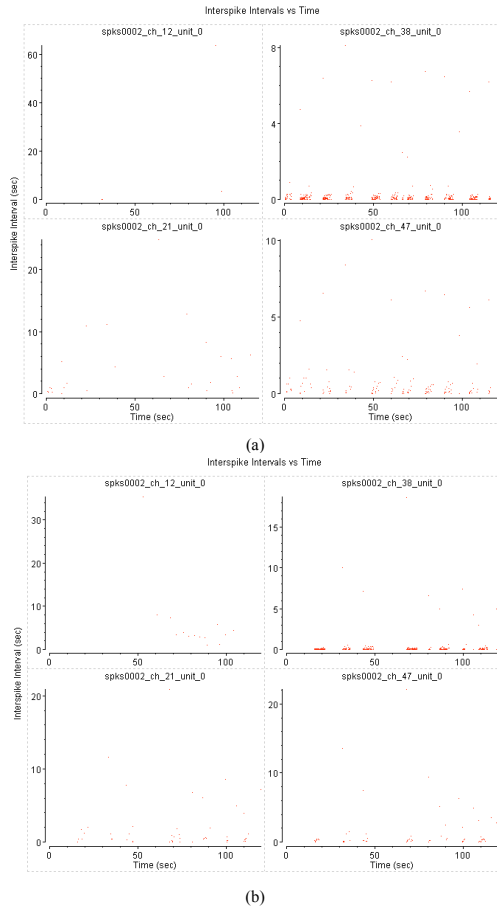 Interspike Intervals vs Time
spks0002_ch_12_unit_0
spks0002_ch_38_unit_0
60
40
20
0
0 50 100
8
6
4
2
0
0 50 100
Interspike Interval (sec)
spks0002_ch_21_unit_0
spks0002_ch_47_unit_0
20
10
0
0 50 100
Time (sec)
10
5
0
0 50 100
Time (sec)
(a)
Interspike Intervals vs Time
spks0002_ch_12_unit_0
spks0002_ch_38_unit_0
30
20
10
0
0 50 100
15
10
5
0
0 50 100
Interspike Interval (sec)
spks0002_ch_21_unit_0
spks0002_ch_47_unit_0
20
10
0
0 50 100
Time (sec)
20
10
0
0 50 100
Time (sec)
(b)